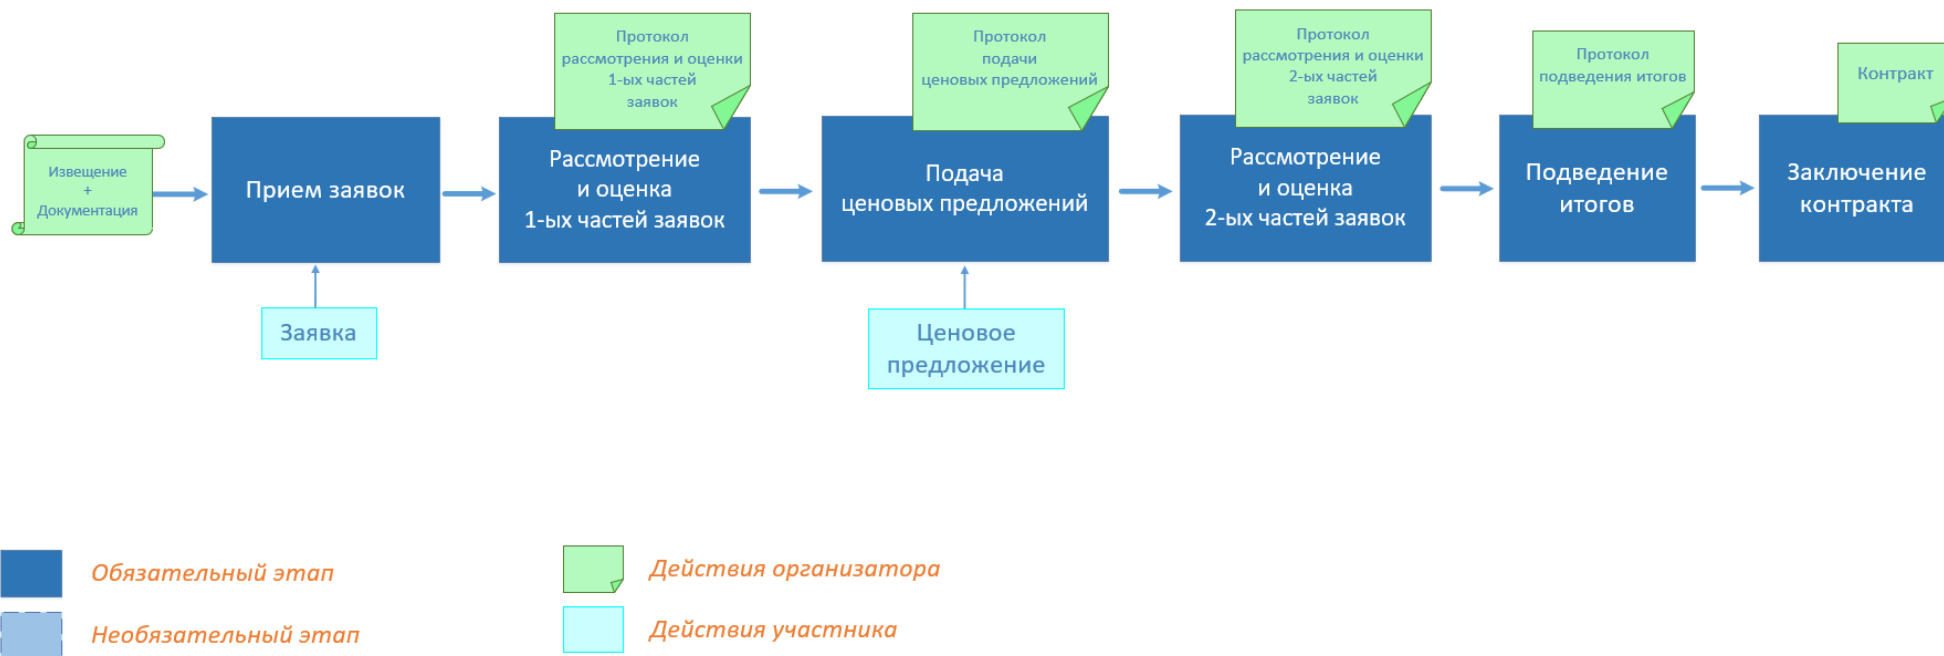 Протокол
рассмотрения и оценки
1-ых частей
заявок
Протокол
подачи
ценовых предложений
Протокол
рассмотрения и оценки
2-ых частей
заявок
Протокол
подведения итогов
Контракт
Извещение
+
Документация
Прием заявок
Рассмотрение
и оценка
1-ых частей заявок
Подача
ценовых предложений
Рассмотрение
и оценка
2-ых частей заявок
Подведение
итогов
Заключение
контракта
Заявка
Ценовое
предложение
Обязательный этап
Действия организатора
Необязательный этап
Действия участника